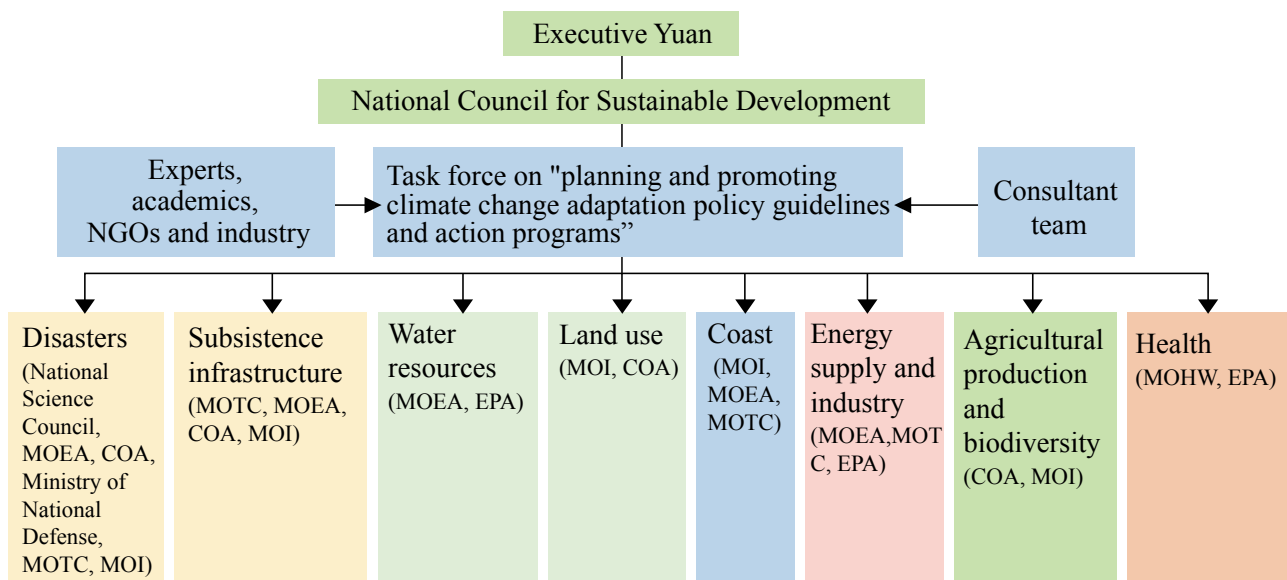 Executive Yuan
National Council for Sustainable Development
Experts,
academics,
NGOs and industry
Task force on "planning and promoting
climate change adaptation policy guidelines
and action programs”
Consultant
team
Disasters
(National
Science
Council,
MOEA, COA,
Ministry of
National
Defense,
MOTC, MOI)
Subsistence
infrastructure
(MOTC, MOEA,
COA, MOI)
Water
resources
(MOEA, EPA)
Land use
(MOI, COA)
Coast
(MOI,
MOEA,
MOTC)
Energy
supply and
industry
(MOEA,MOT
C, EPA)
Agricultural
production
and
biodiversity
(COA, MOI)
Health
(MOHW, EPA)